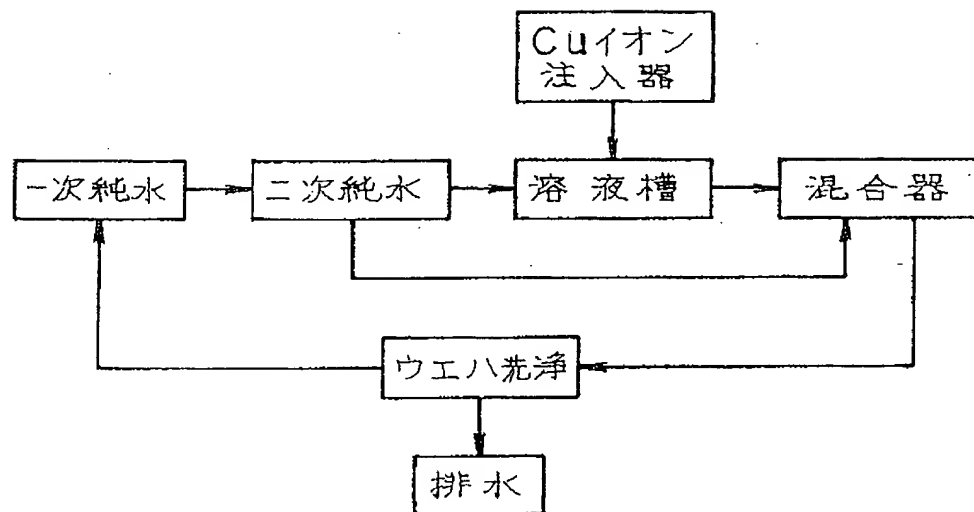 Cuイオン
注入器
一次純水
二次純水
溶液槽
混合器
ウエハ洗浄
排水